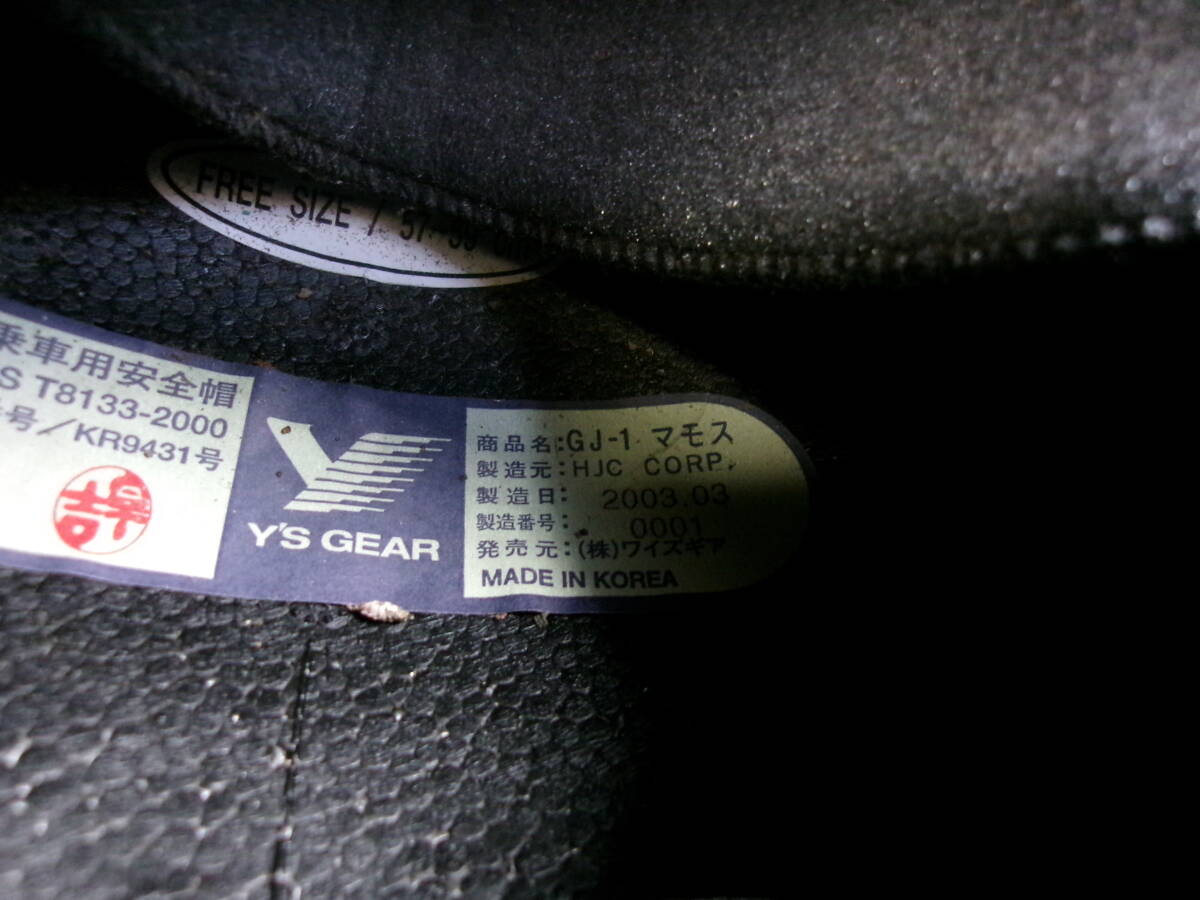 FREE SIZE / 57
乗車用安全帽
S T8133-2000
号/KR9431号
Y'S GEAR
商品名:GJ-1 マモス
製造元:HJC CORP.
製造日: 2003.03
製造番号: 0001
発売元:(株)ワイズギア
MADE IN KOREA